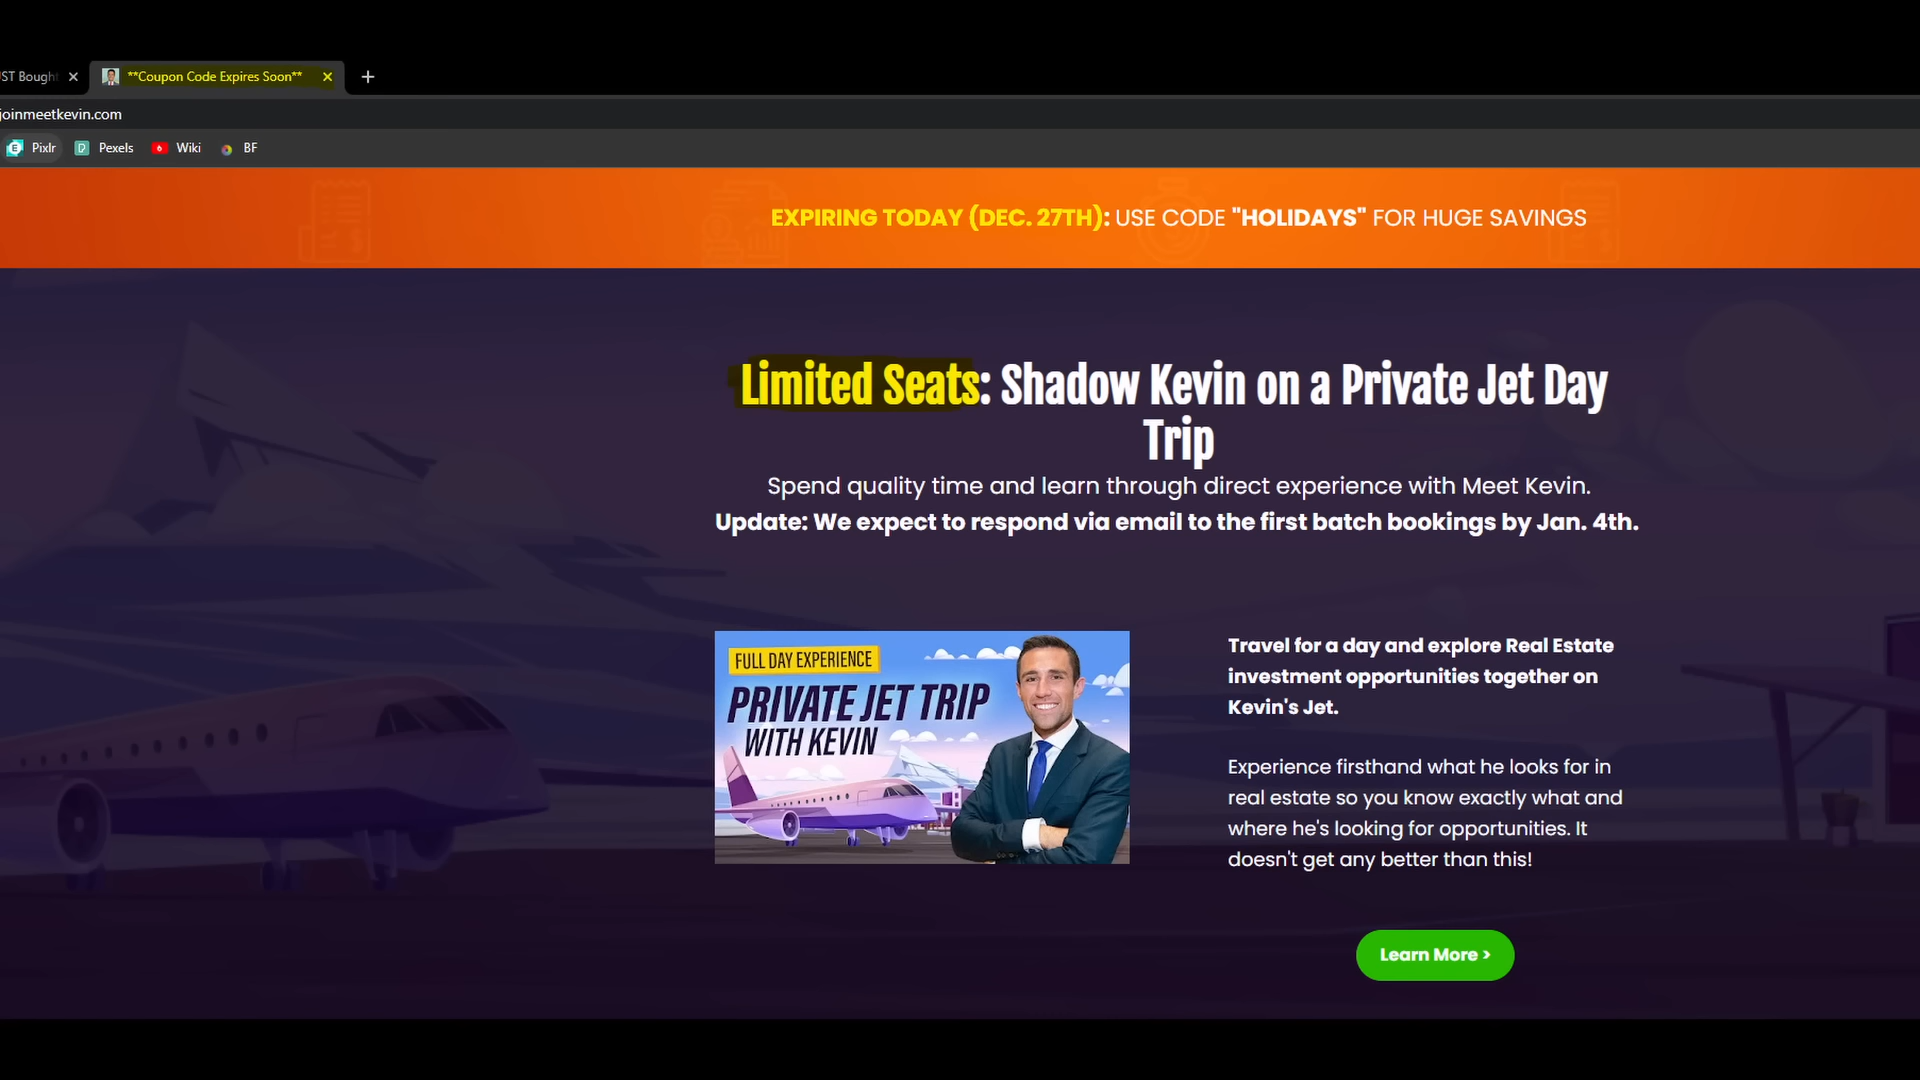 ST Bought
**Coupon Code Expires Soon**
joinmeetkevin.com
Pixlr Pexels Wiki BF
EXPIRING TODAY (DEC. 27TH): USE CODE "HOLIDAYS" FOR HUGE SAVINGS
Limited Seats: Shadow Kevin on a Private Jet Day
Trip
Spend quality time and learn through direct experience with Meet Kevin.
Update: We expect to respond via email to the first batch bookings by Jan. 4th.
FULL DAY EXPERIENCE
PRIVATE JET TRIP
WITH KEVIN
Travel for a day and explore Real Estate
investment opportunities together on
Kevin's Jet.
Experience firsthand what he looks for in
real estate so you know exactly what and
where he's looking for opportunities. It
doesn't get any better than this!
Learn More >